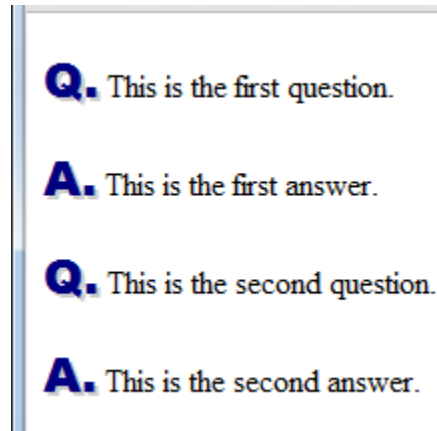 Q. This is the first question.
A. This is the first answer.
Q. This is the second question.
A. This is the second answer.